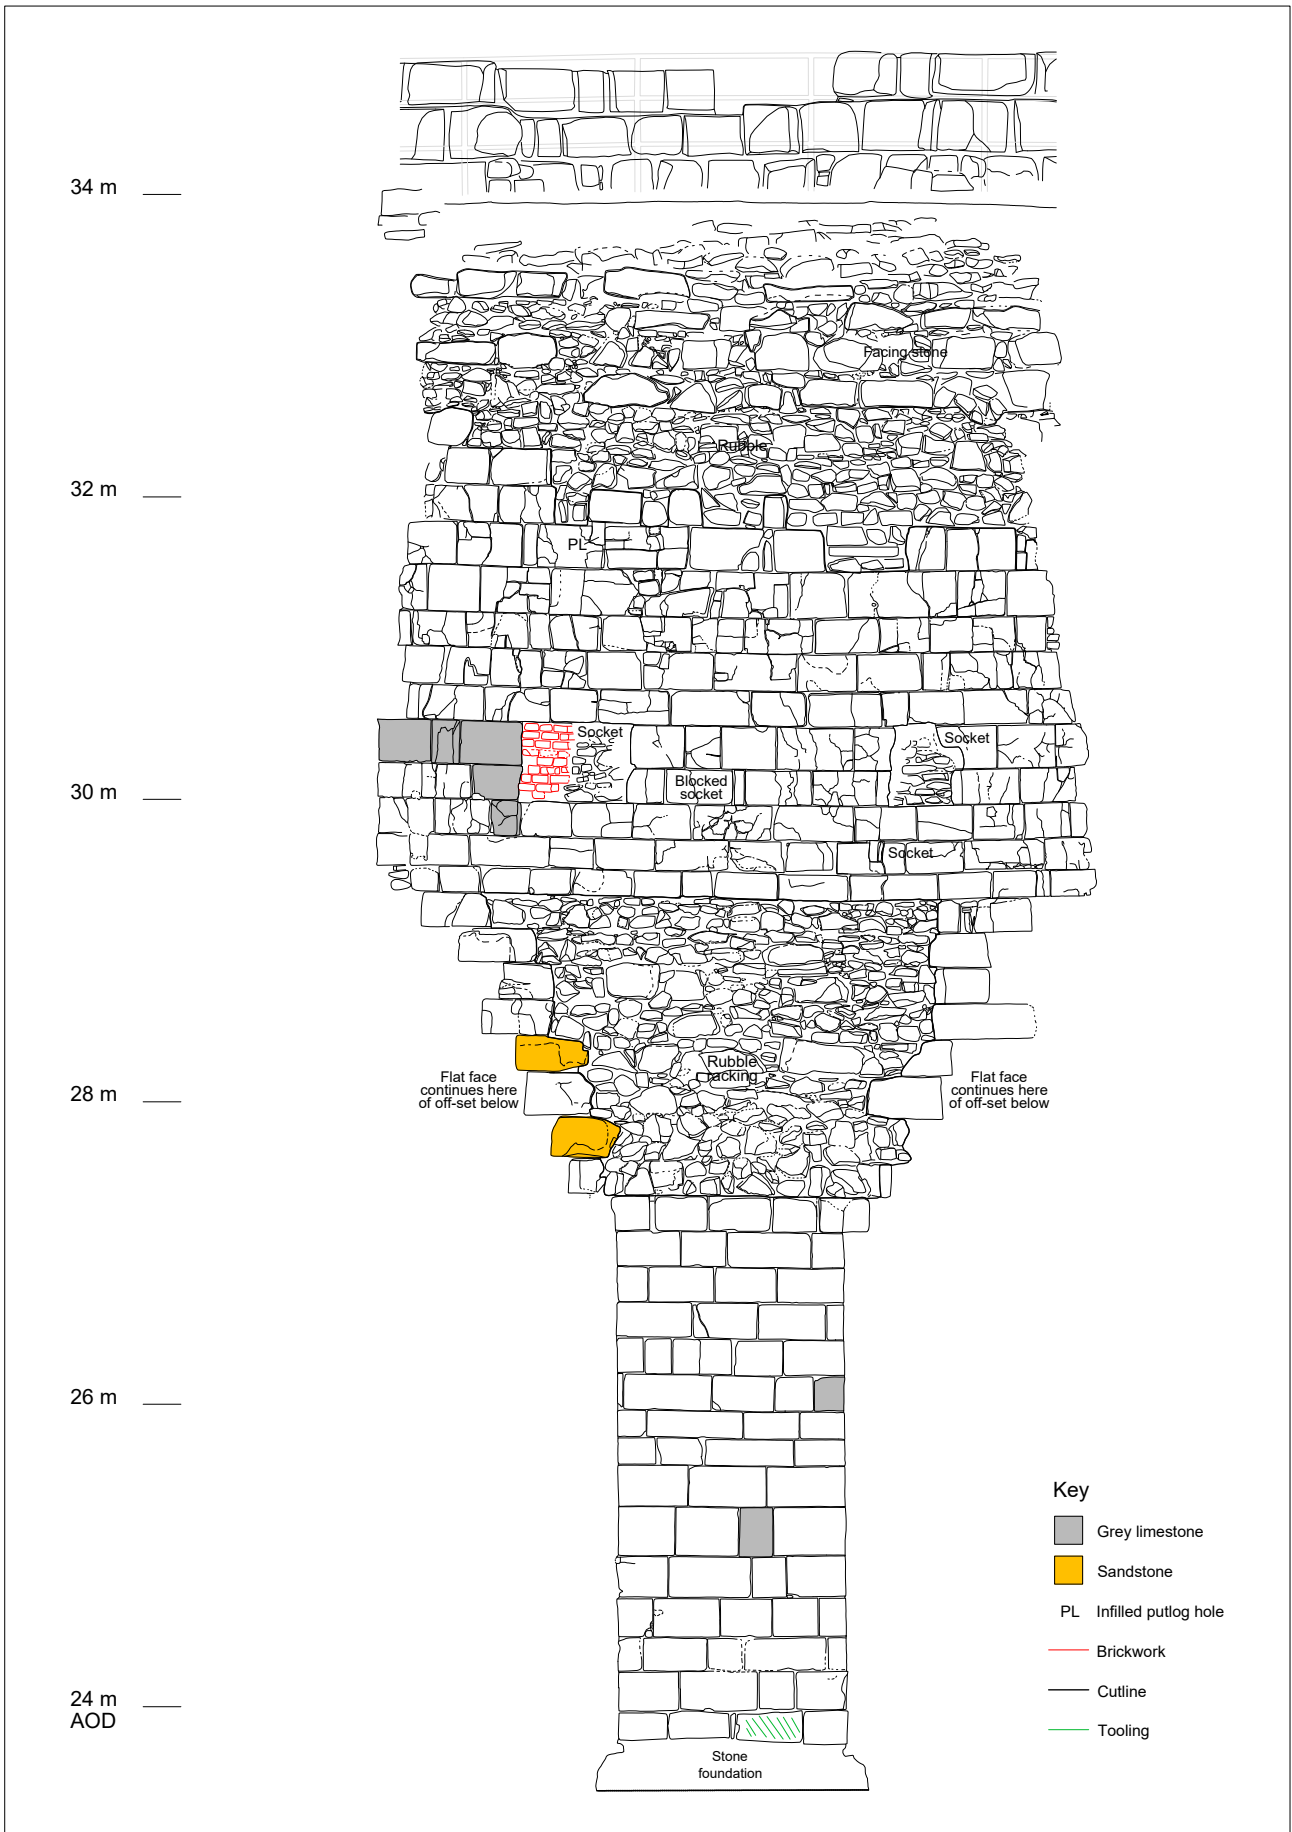 34 m
Facing stone
Rubble
32 m
PL
Socket
Socket
30 m
Blocked
socket
Socket
Rubble
racking
28 m
Flat face
continues here
of off-set below
Flat face
continues here
of off-set below
26 m
24 m
AOD
Stone
foundation
Key
Grey limestone
Sandstone
PL Infilled putlog hole
Brickwork
Cutline
Tooling